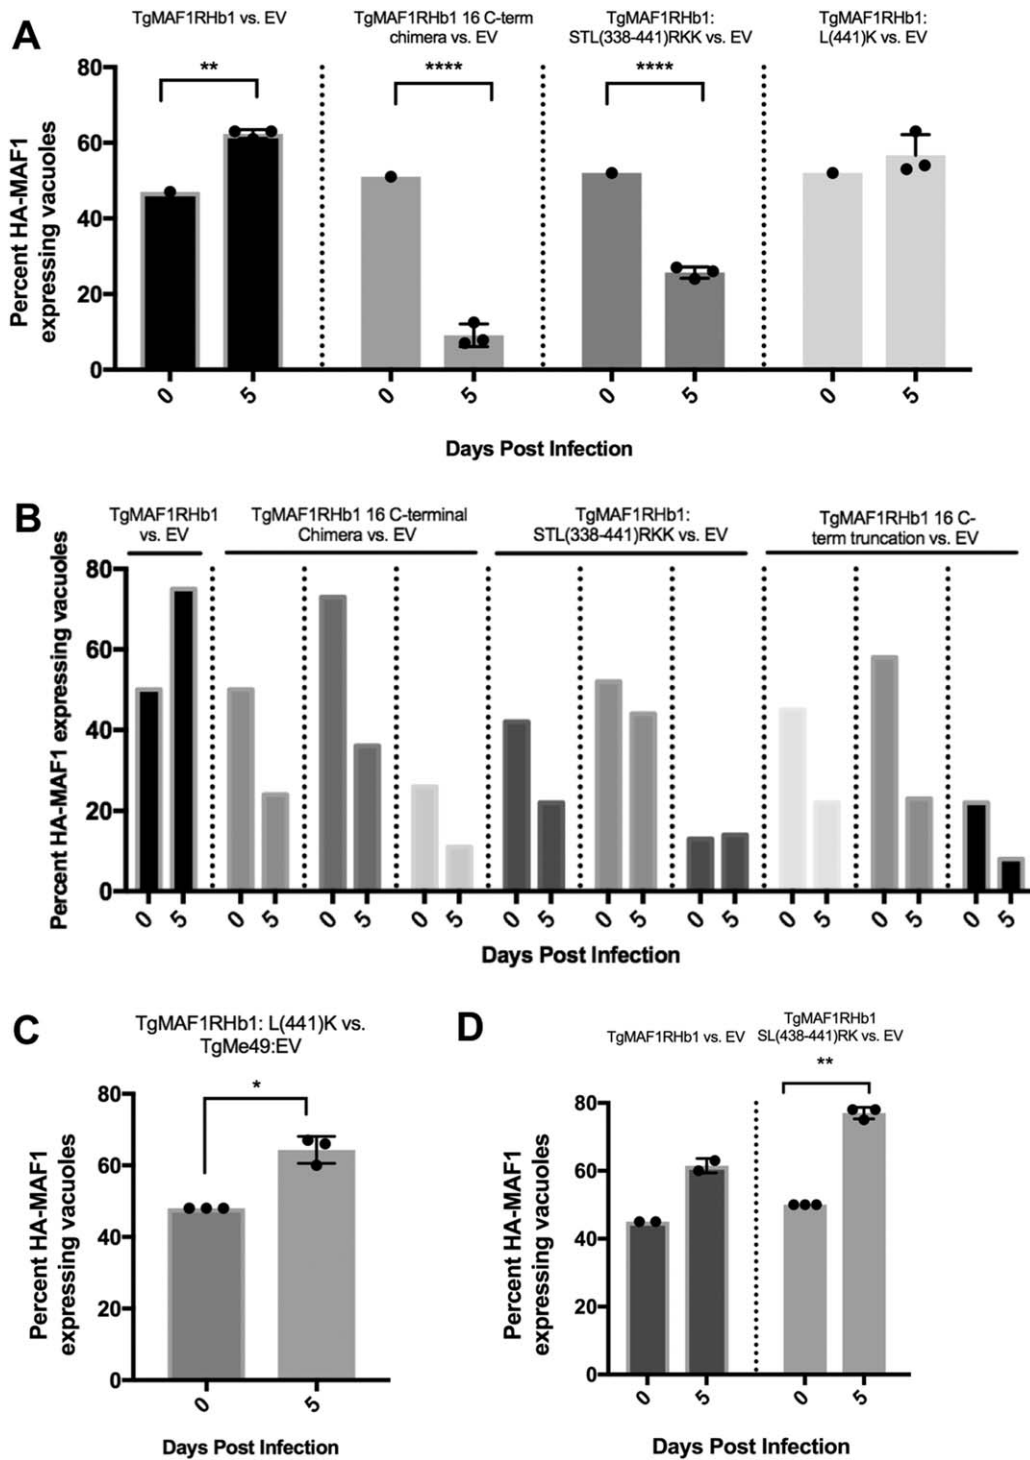 A
TgMAF1RHb1 vs. EV
TgMAF1RHb1 16 C-term
chimera vs. EV
TgMAF1RHb1:
STL(338-441)RKK vs. EV
TgMAF1RHb1:
L(441)K vs. EV
**
****
****
Percent HA-MAF1
expressing vacuoles
80
60
40
20
0
0 5 0 5 0 5 0 5
Days Post Infection
B
TgMAF1RHb1
vs. EV
TgMAF1RHb1 16 C-terminal
Chimera vs. EV
TgMAF1RHb1:
STL(338-441)RKK vs. EV
TgMAF1RHb1 16 C-
term truncation vs. EV
Percent HA-MAF1 expressing vacuoles
80
60
40
20
0
0 5 0 5 0 5 0 5 0 5 0 5 0 5 0 5 0 5 0 5
Days Post Infection
C
TgMAF1RHb1: L(441)K vs.
TgMe49:EV
*
Percent HA-MAF1
expressing vacuoles
80
60
40
20
0
0 5
Days Post Infection
D
TgMAF1RHb1 vs. EV
TgMAF1RHb1
SL(438-441)RK vs. EV
**
Percent HA-MAF1
expressing vacuoles
80
60
40
20
0
0 5 0 5
Days Post Infection